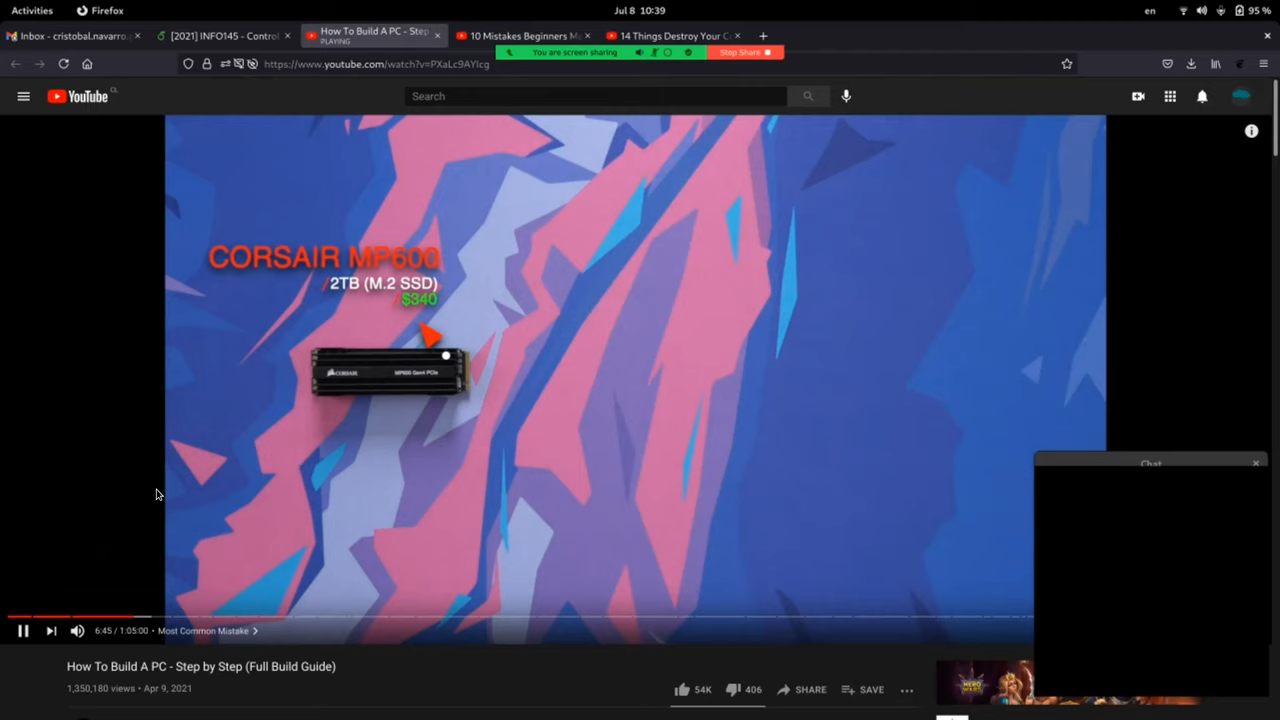 Activities Firefox Jul 8 10:39 en 95 %
Inbox - cristobal.navarro. [2021] INFO145 - Control How To Build A PC - Step 10 Mistakes Beginners M 14 Things Destroy Your C
PLAYING
You are screen sharing Stop Share
https://www.youtube.com/watch?v=PXaLc9AYIcg
YouTube CL
Search
CORSAIR MP600
2TB (M.2 SSD)
$340
CORSAIR MP600 Gen4 PCIe
Chat
6:45 / 1:05:00 • Most Common Mistake
How To Build A PC - Step by Step (Full Build Guide)
1,350,180 views • Apr 9, 2021
54K 406 SHARE SAVE
HERO WARS